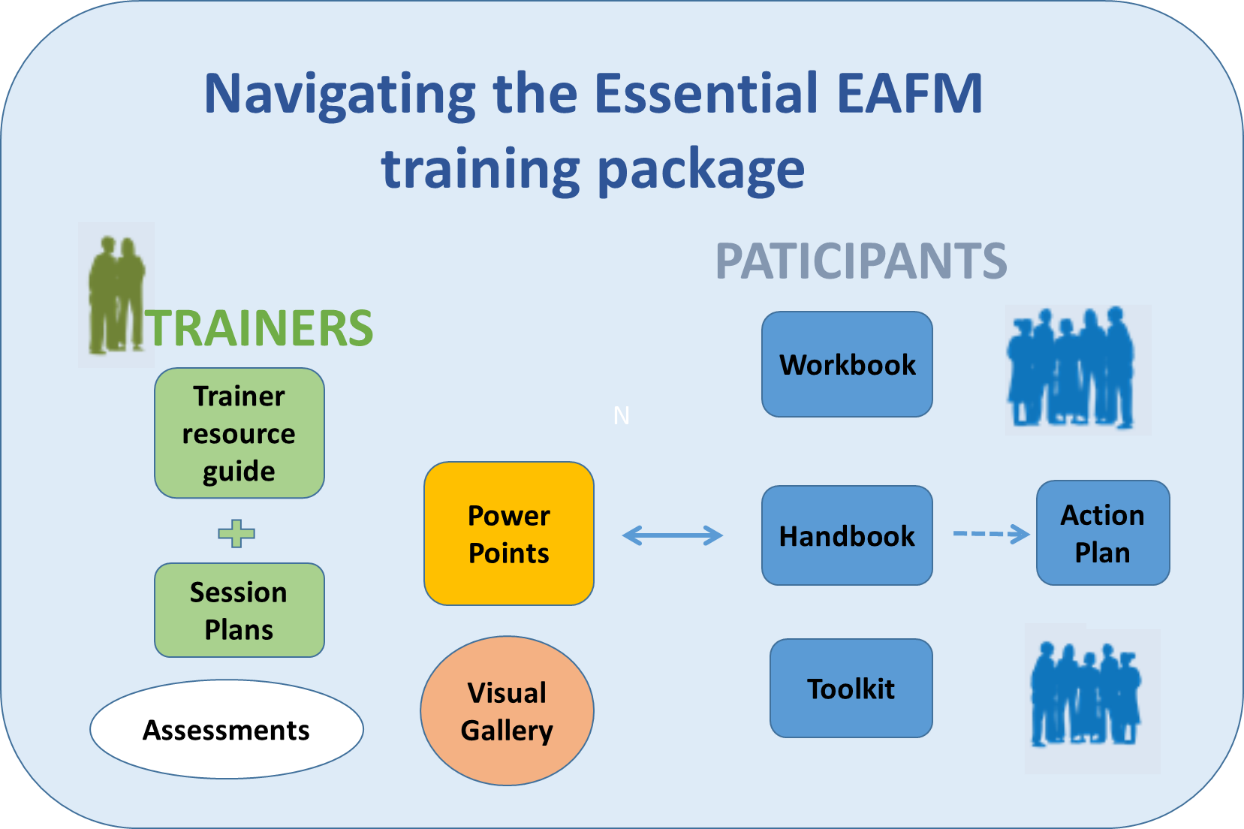 Navigating the Essential EAFM
training package
PATICIPANTS
TRAINERS
Trainer
resource
guide
Session
Plans
Assessments
N
Power
Points
Visual
Gallery
Workbook
Handbook
Action
Plan
Toolkit